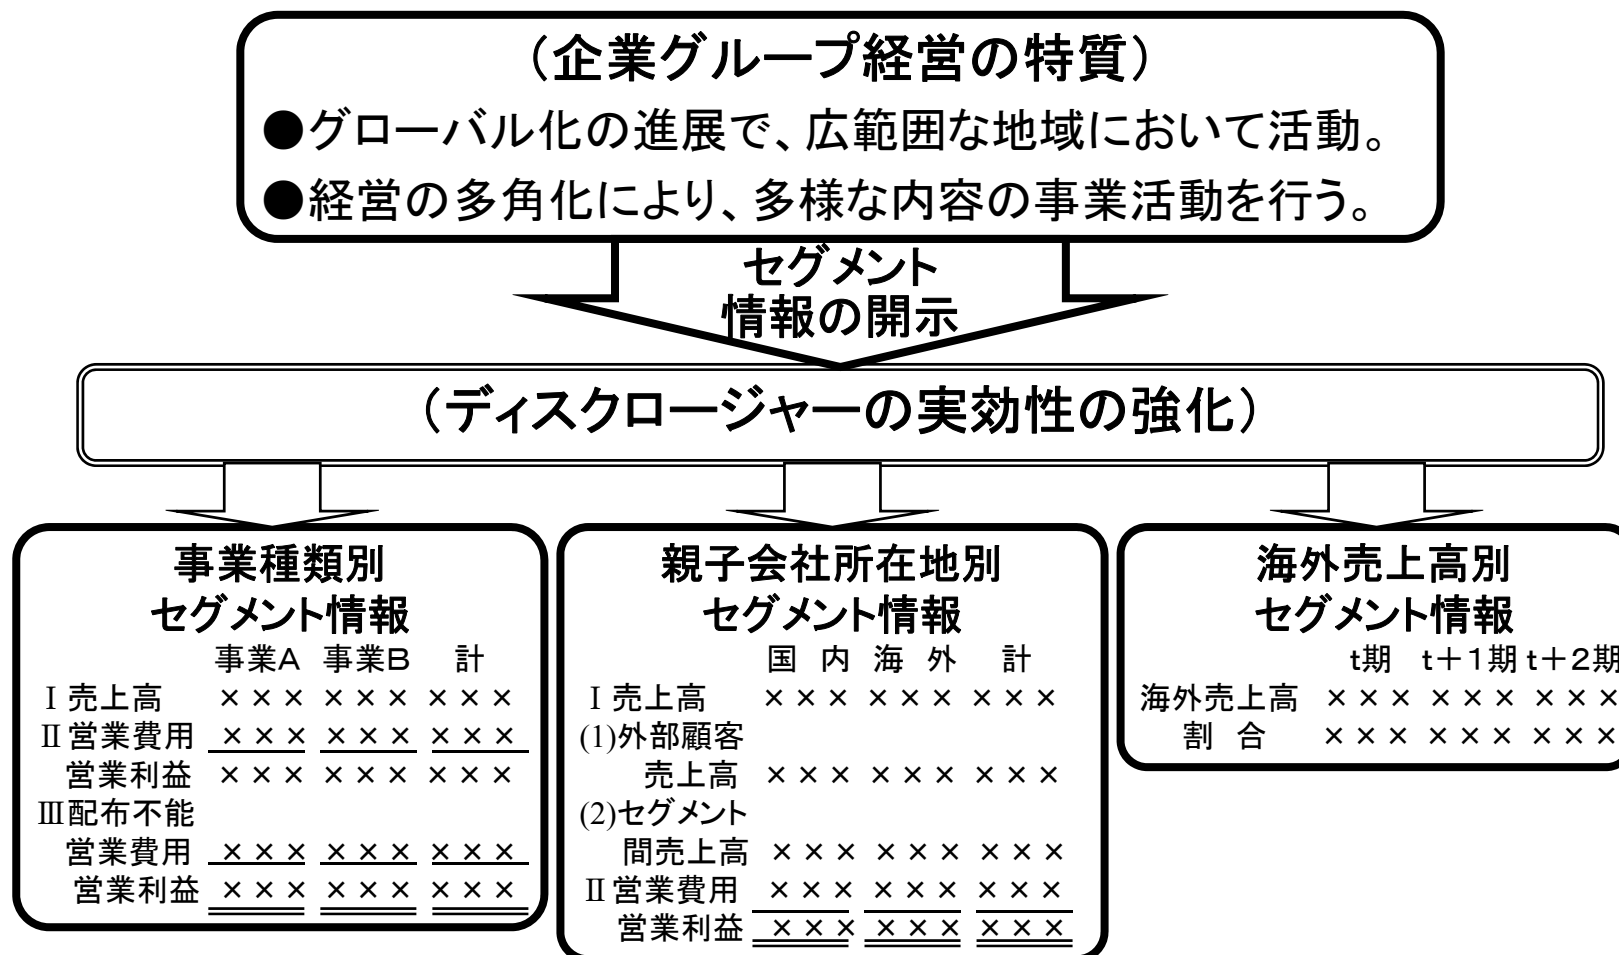 （企業グループ経営の特質）
●グローバル化の進展で、広範囲な地域において活動。
●経営の多角化により、多様な内容の事業活動を行う。
セグメント
情報の開示
（ディスクロージャーの実効性の強化）
事業種類別
セグメント情報
事業A 事業B 計
Ⅰ売上高 ××× ××× ×××
Ⅱ営業費用 ××× ××× ×××
営業利益 ××× ××× ×××
Ⅲ配布不能
営業費用 ××× ××× ×××
営業利益 ××× ××× ×××
親子会社所在地別
セグメント情報
国 内 海 外 計
Ⅰ売上高 ××× ××× ×××
(1)外部顧客
売上高 ××× ××× ×××
(2)セグメント
間売上高 ××× ××× ×××
Ⅱ営業費用 ××× ××× ×××
営業利益 ××× ××× ×××
海外売上高別
セグメント情報
t期 t＋1期 t＋2期
海外売上高 ××× ××× ×××
割 合 ××× ××× ×××